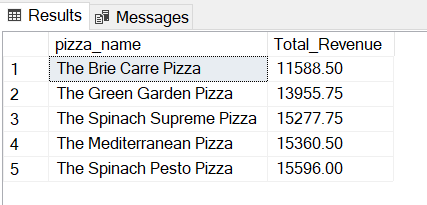 Results Messages
pizza_name Total_Revenue
1 The Brie Carre Pizza 11588.50
2 The Green Garden Pizza 13955.75
3 The Spinach Supreme Pizza 15277.75
4 The Mediterranean Pizza 15360.50
5 The Spinach Pesto Pizza 15596.00